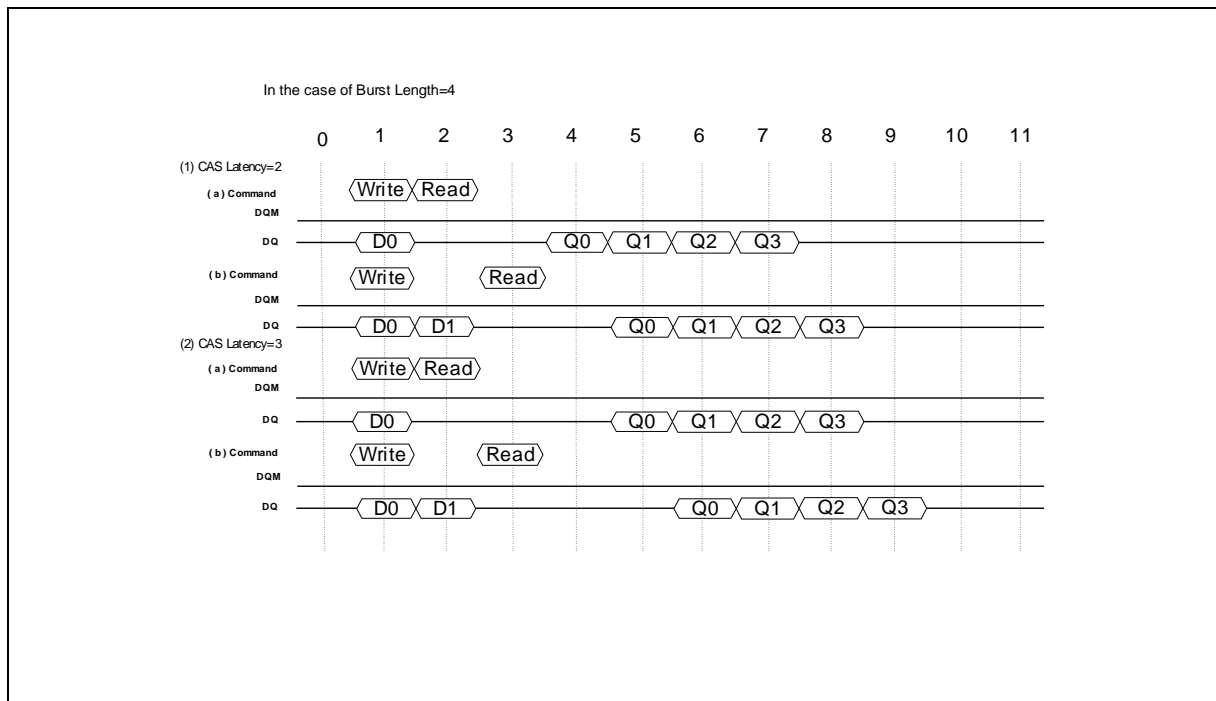 In the case of Burst Length=4
0 1 2 3 4 5 6 7 8 9 10 11
(1) CAS Latency=2
( a ) Command Write Read
DQM
DQ D0 Q0 Q1 Q2 Q3
( b ) Command Write Read
DQM
DQ D0 D1 Q0 Q1 Q2 Q3
(2) CAS Latency=3
( a ) Command Write Read
DQM
DQ D0 Q0 Q1 Q2 Q3
( b ) Command Write Read
DQM
DQ D0 D1 Q0 Q1 Q2 Q3